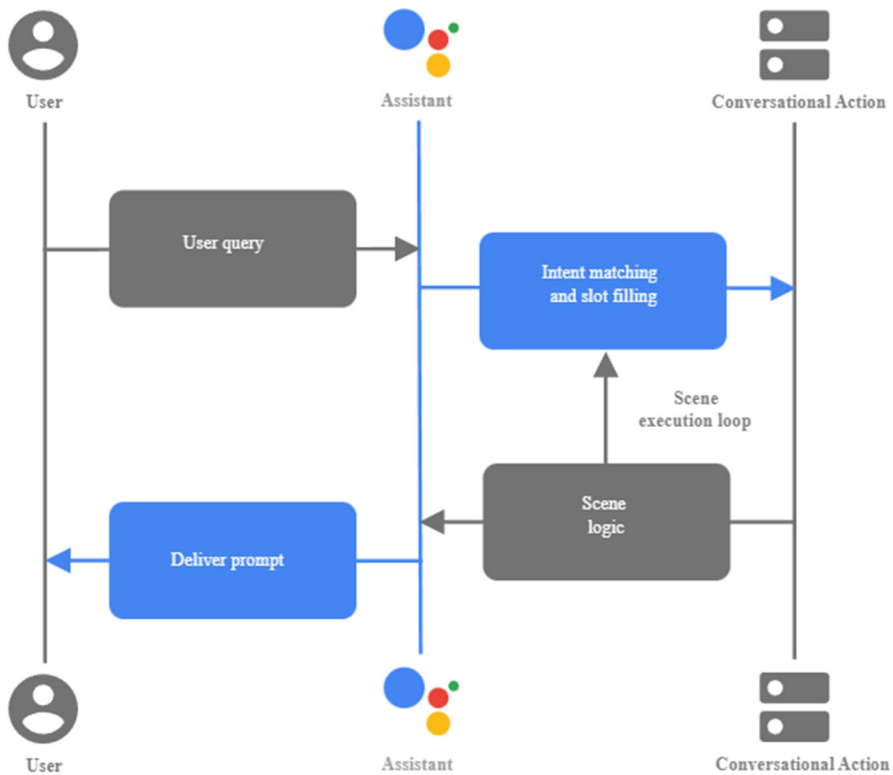 User
Assistant
Conversational Action
User query
Intent matching
and slot filling
Scene
execution loop
Scene
logic
Deliver prompt
User
Assistant
Conversational Action